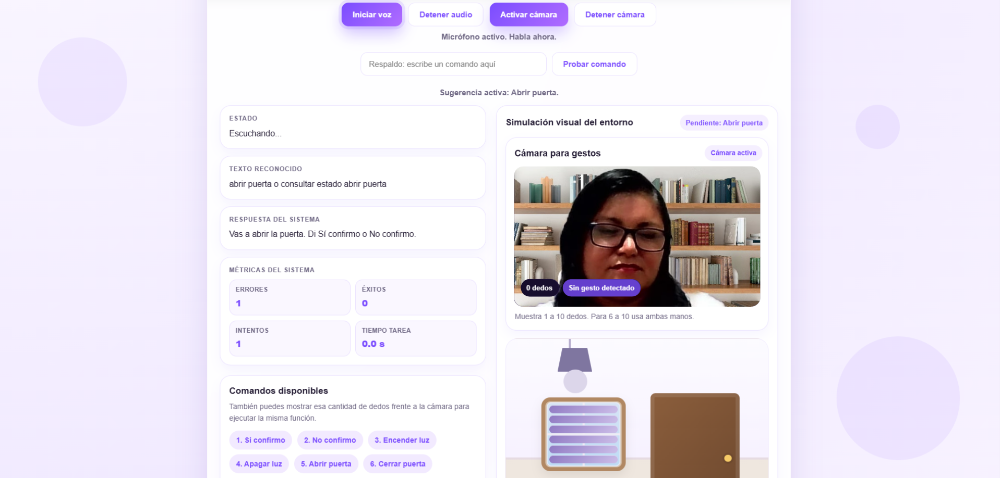 Iniciar voz
Detener audio
Activar cámara
Detener cámara
Micrófono activo. Habla ahora.
Respaldo: escribe un comando aquí
Probar comando
Sugerencia activa: Abrir puerta.
ESTADO
Escuchando...
TEXTO RECONOCIDO
abrir puerta o consultar estado abrir puerta
RESPUESTA DEL SISTEMA
Vas a abrir la puerta. Di Sí confirmo o No confirmo.
MÉTRICAS DEL SISTEMA
ERRORES
1
ÉXITOS
0
INTENTOS
1
TIEMPO TAREA
0.0 s
Comandos disponibles
También puedes mostrar esa cantidad de dedos frente a la cámara para
ejecutar la misma función.
1. Sí confirmo
2. No confirmo
3. Encender luz
4. Apagar luz
5. Abrir puerta
6. Cerrar puerta
Simulación visual del entorno
Pendiente: Abrir puerta
Cámara para gestos
Cámara activa
0 dedos
Sin gesto detectado
Muestra 1 a 10 dedos. Para 6 a 10 usa ambas manos.